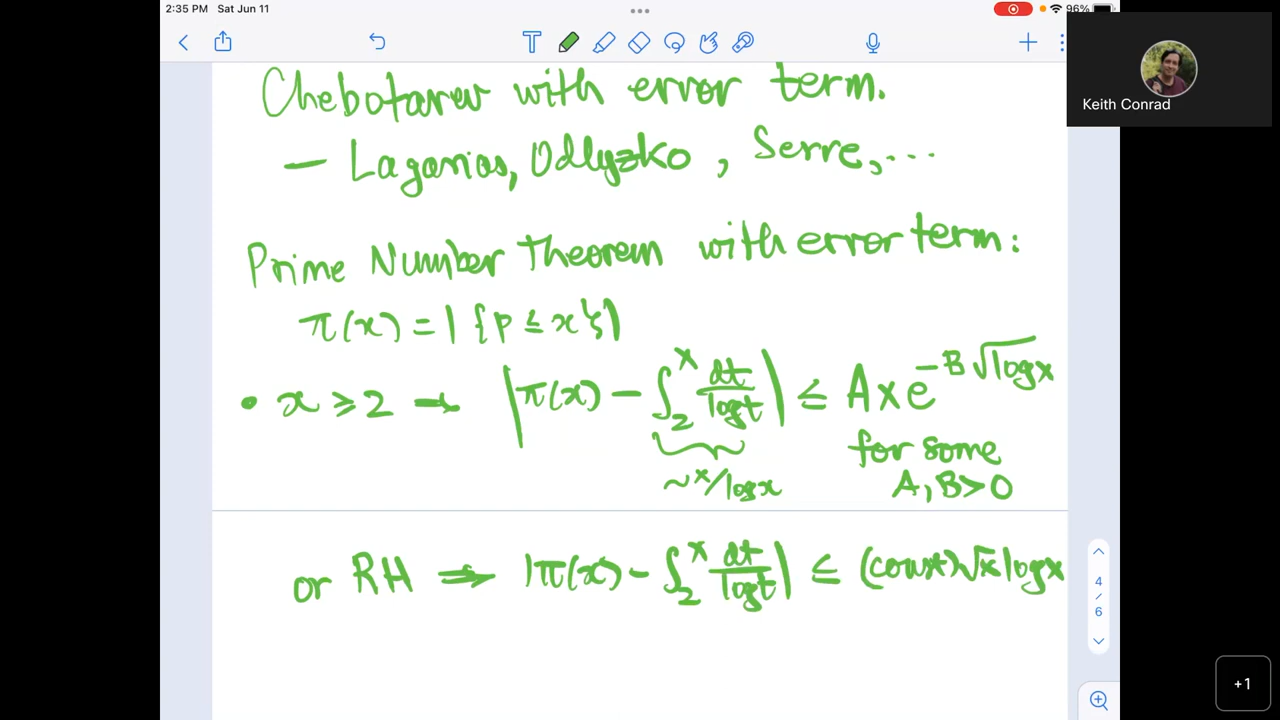 2:35 PM Sat Jun 11
96%
Keith Conrad
Chebotarev with error term.
— Lagarias, Odlyzko, Serre, ...
Prime Number Theorem with error term:
π(x) = |{p ≤ x}|
• x ≥ 2 ⇒ |π(x) − ∫₂ˣ dt/log t| ≤ A x e^{−B√log x}
~ x/log x
for some
A, B > 0
or RH ⇒ |π(x) − ∫₂ˣ dt/log t| ≤ (const)√x log x
4
/
6
+1